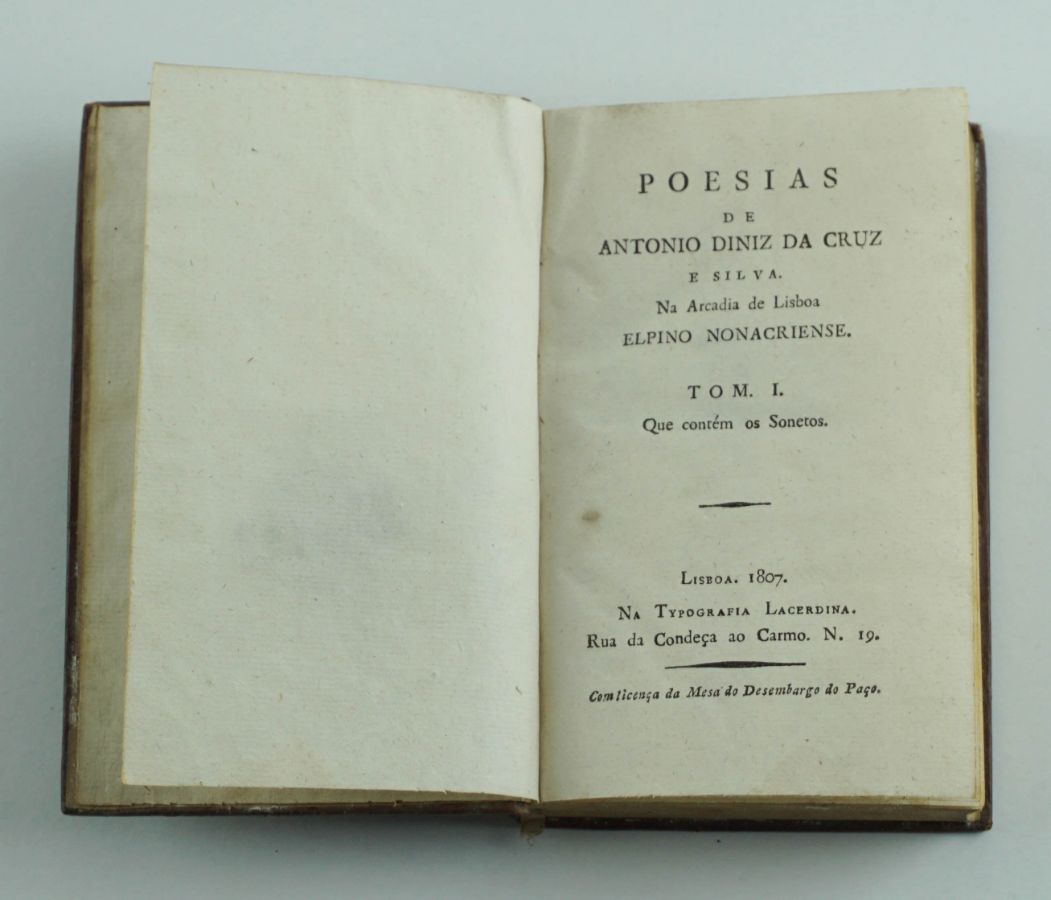 POESIAS
DE
ANTONIO DINIZ DA CRUZ
E SILVA.
Na Arcadia de Lisboa
ELPINO NONACRIENSE.
TOM. I.
Que contém os Sonetos.
LISBOA. 1807.
NA TYPOGRAFIA LACERDINA.
Rua da Condeça ao Carmo. N. 19.
Com licença da Mesa do Desembargo do Paço.